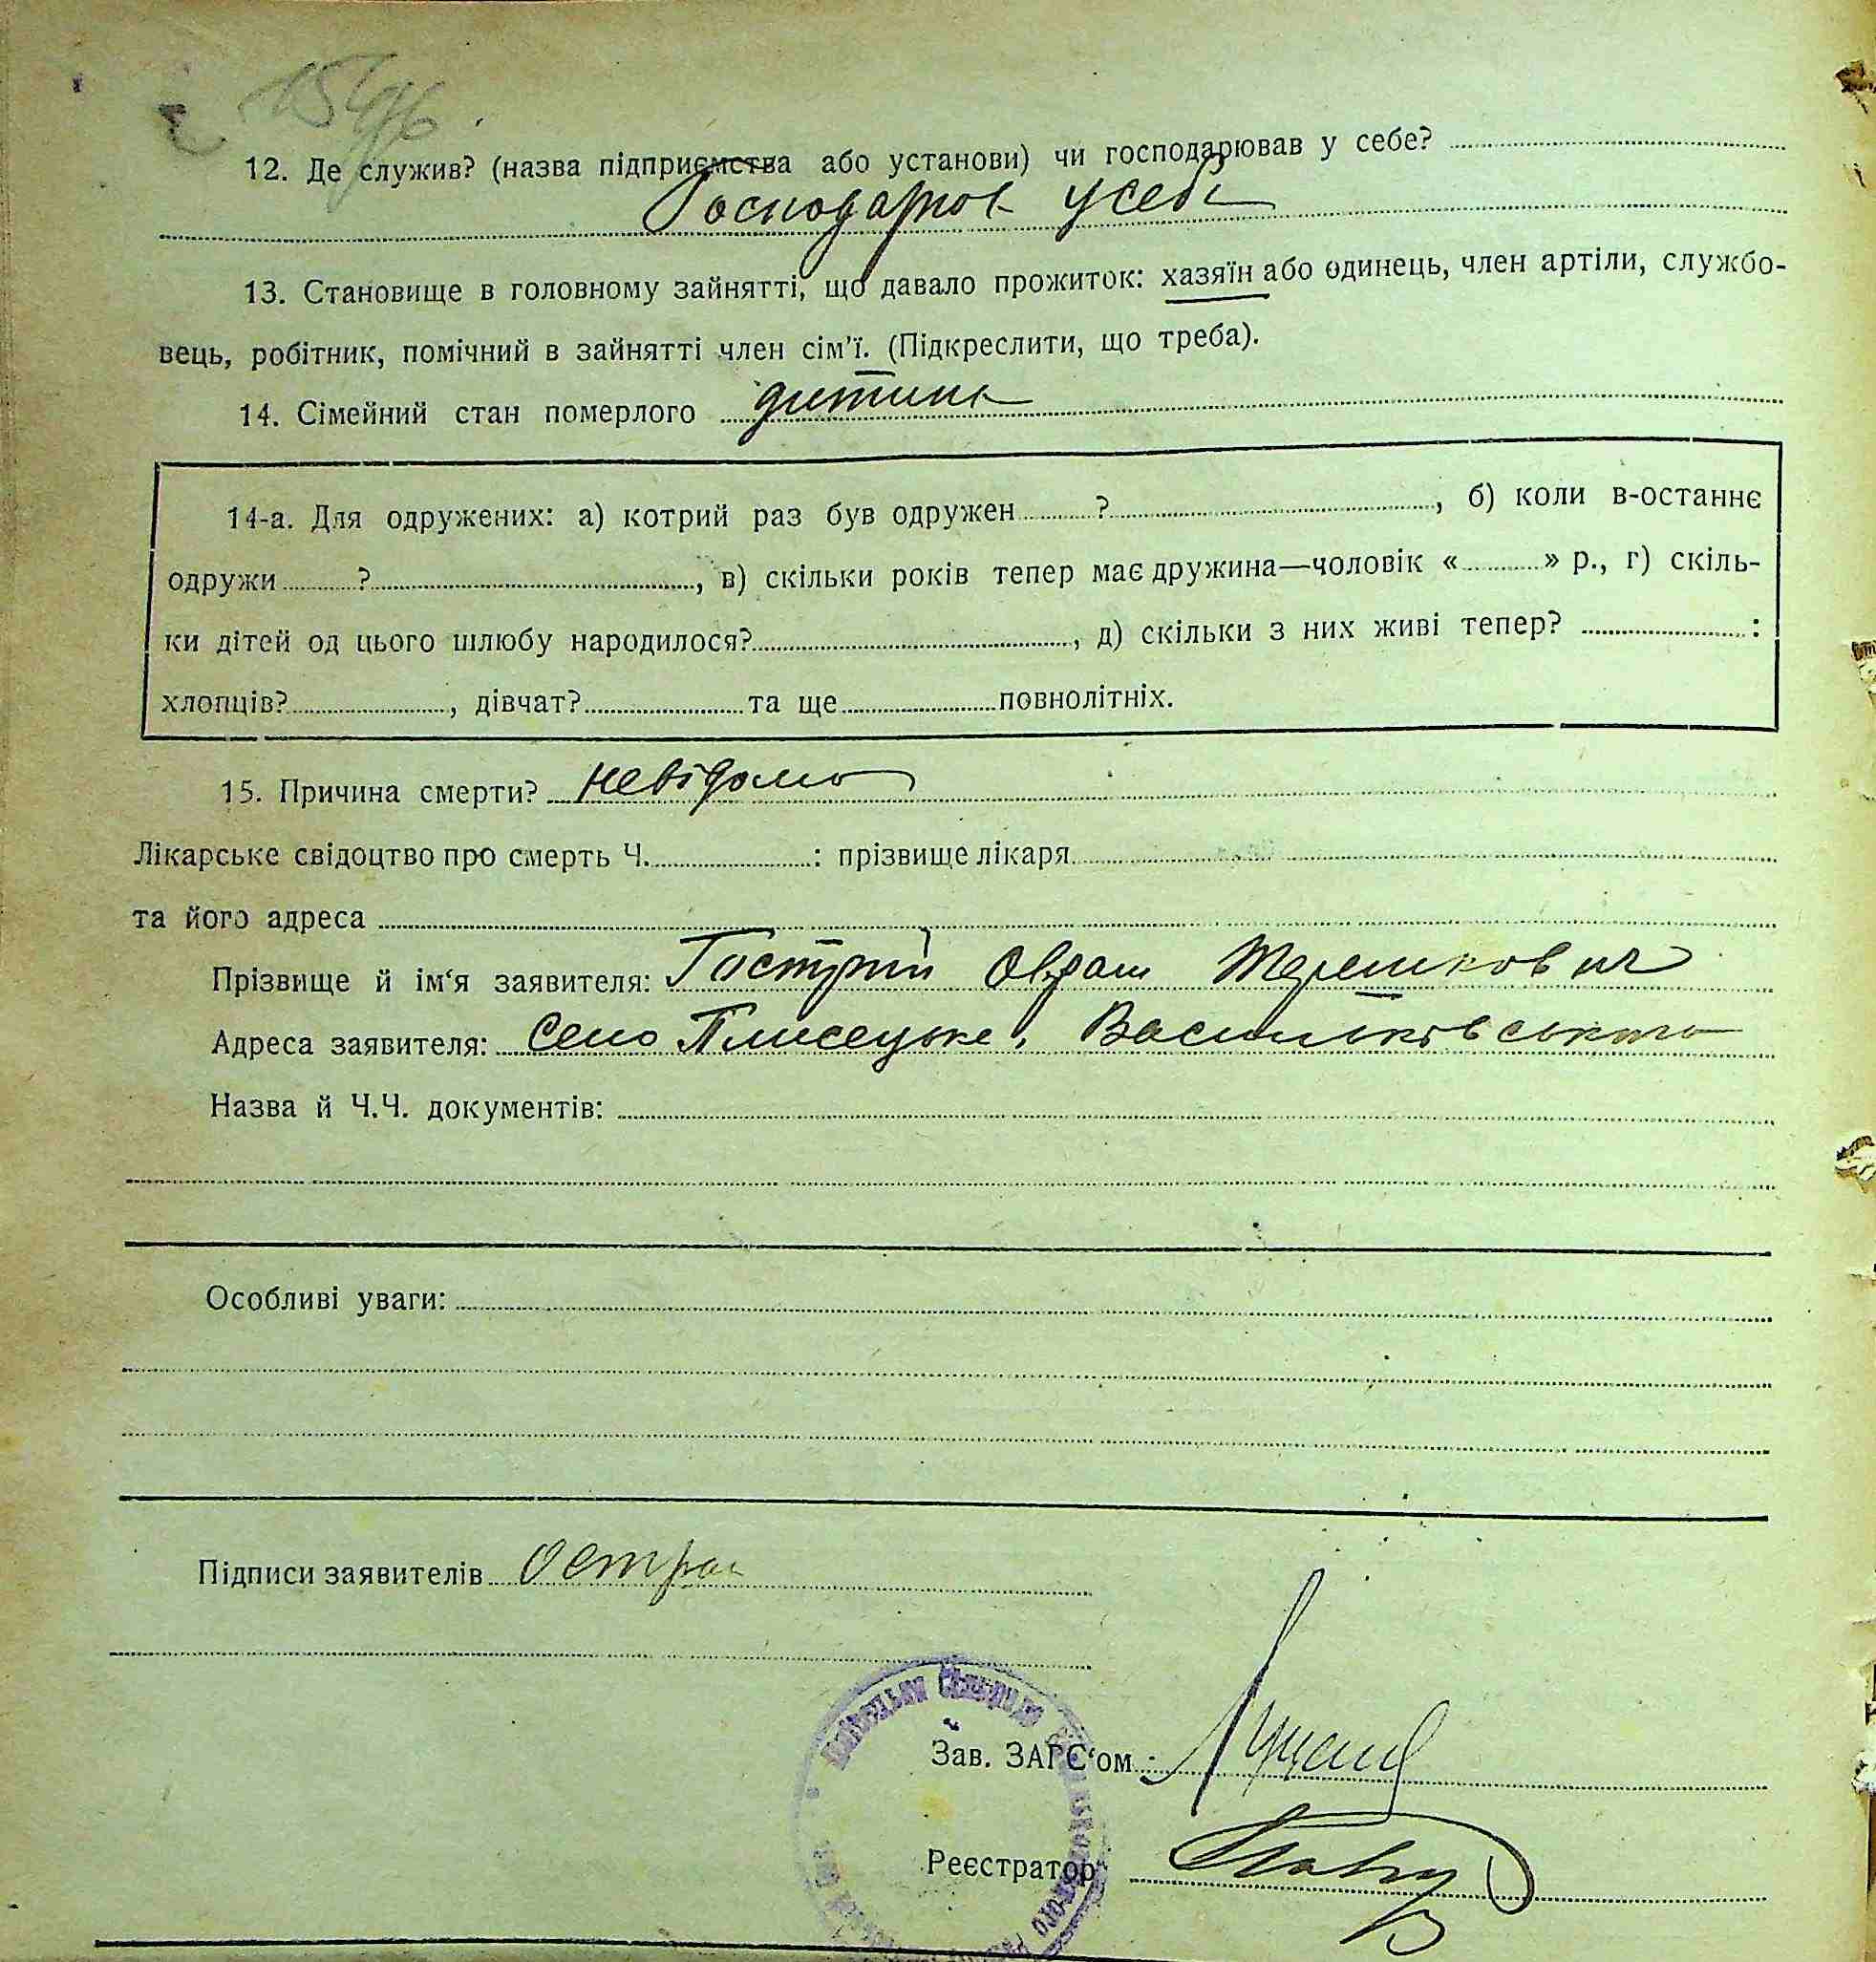 12. Де служив? (назва підприємства або установи) чи господарював у себе?
Господарюв у себе
13. Становище в головному зайнятті, що давало прожиток: хазяїн або одинець, член артіли, службо-
вець, робітник, помічний в зайнятті член сім'ї. (Підкреслити, що треба).
14. Сімейний стан померлого дитина
14-а. Для одружених: а) котрий раз був одружен ? , б) коли в-останнє
одружи ? , в) скільки років тепер має дружина—чоловік « » р., г) скіль-
ки дітей од цього шлюбу народилося? , д) скільки з них живі тепер? :
хлопців? , дівчат? та ще повнолітніх.
15. Причина смерти? невідомо
Лікарське свідоцтво про смерть Ч. : прізвище лікаря
та його адреса
Прізвище й ім'я заявителя: Гострий Терешкович
Адреса заявителя: Село Плисецьке, Васильківського
Назва й Ч.Ч. документів:
Особливі уваги:
Підписи заявителів
Зав. ЗАГС'ом:
Реєстратор